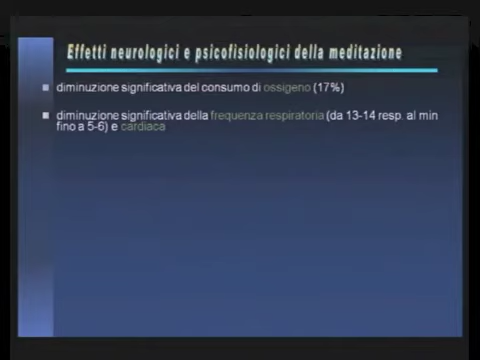 Effetti neurologici e psicofisiologici della meditazione
diminuzione significativa del consumo di ossigeno (17%)
diminuzione significativa della frequenza respiratoria (da 13-14 resp. al min
fino a 5-6) e cardiaca